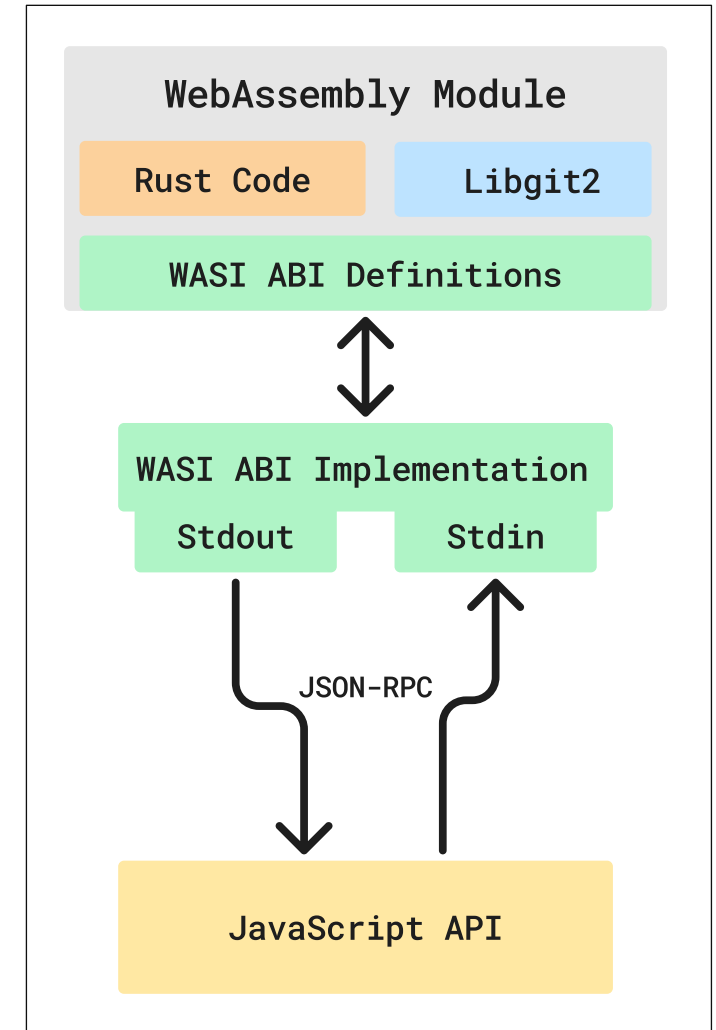 WebAssembly Module
Rust Code
Libgit2
WASI ABI Definitions
WASI ABI Implementation
Stdout
Stdin
JSON-RPC
JavaScript API